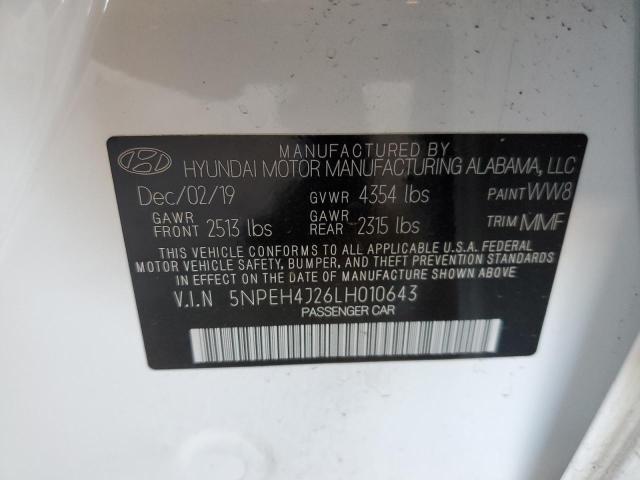 MANUFACTURED BY
HYUNDAI MOTOR MANUFACTURING ALABAMA, LLC
Dec/02/19 GVWR 4354 lbs PAINT WW8
GAWR FRONT 2513 lbs GAWR REAR 2315 lbs TRIM MMF
THIS VEHICLE CONFORMS TO ALL APPLICABLE U.S.A. FEDERAL
MOTOR VEHICLE SAFETY, BUMPER, AND THEFT PREVENTION STANDARDS
IN EFFECT ON THE DATE OF MANUFACTURE SHOWN ABOVE
V.I.N 5NPEH4J26LH010643
PASSENGER CAR